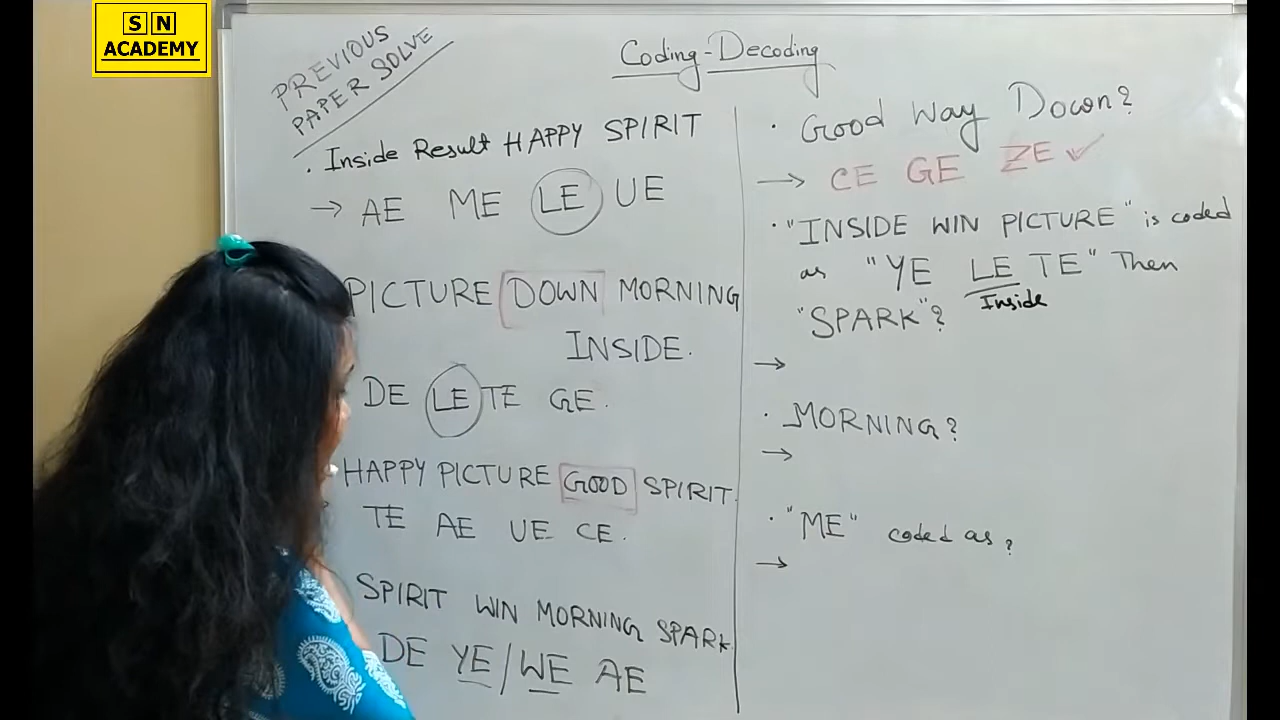 S N
ACADEMY
PREVIOUS
PAPER SOLVE
Coding-Decoding
· Inside Result HAPPY SPIRIT
→ AE ME LE UE
PICTURE DOWN MORNING
INSIDE.
DE LE TE GE.
HAPPY PICTURE GOOD SPIRIT.
TE AE UE CE.
SPIRIT WIN MORNING SPARK
DE YE/WE AE
· Good Way Down?
→ CE GE ZE ✓
· "INSIDE WIN PICTURE" is coded
as "YE LE TE" Then
Inside
"SPARK"?
→
· MORNING?
→
· "ME" coded as?
→